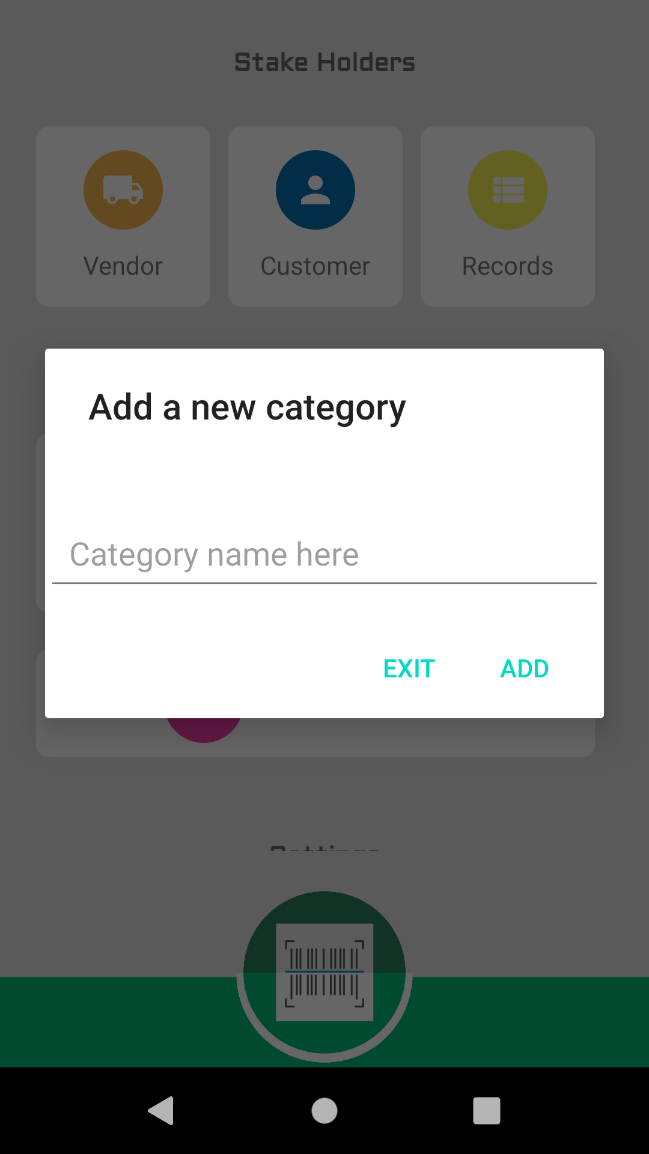 Stake Holders
Vendor
Customer
Records
Add a new category
Category name here
EXIT
ADD